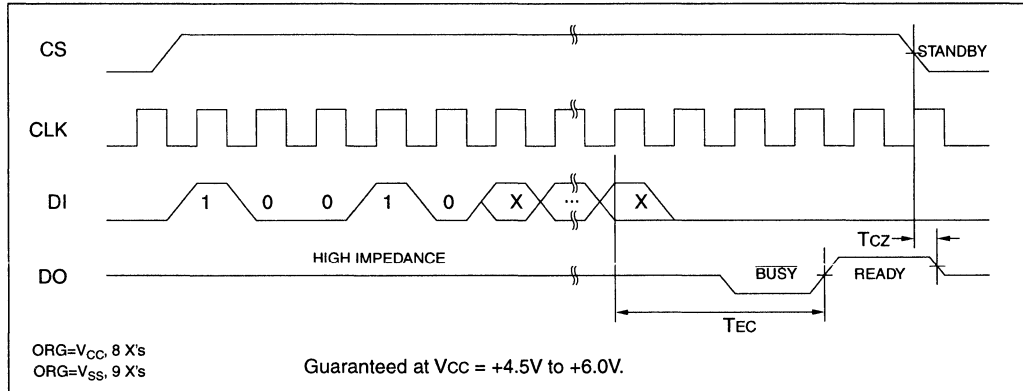 CS
STANDBY
CLK
DI
1 0 0 1 0 X ... X
TCZ
HIGH IMPEDANCE
DO
BUSY
READY
TEC
ORG=VCC, 8 X's
ORG=VSS, 9 X's
Guaranteed at VCC = +4.5V to +6.0V.